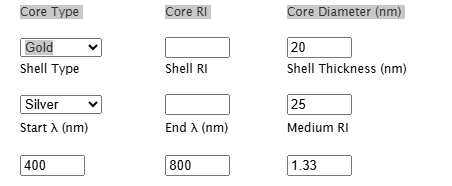 Core Type Core RI Core Diameter (nm)
Gold 20
Shell Type Shell RI Shell Thickness (nm)
Silver 25
Start λ (nm) End λ (nm) Medium RI
400 800 1.33